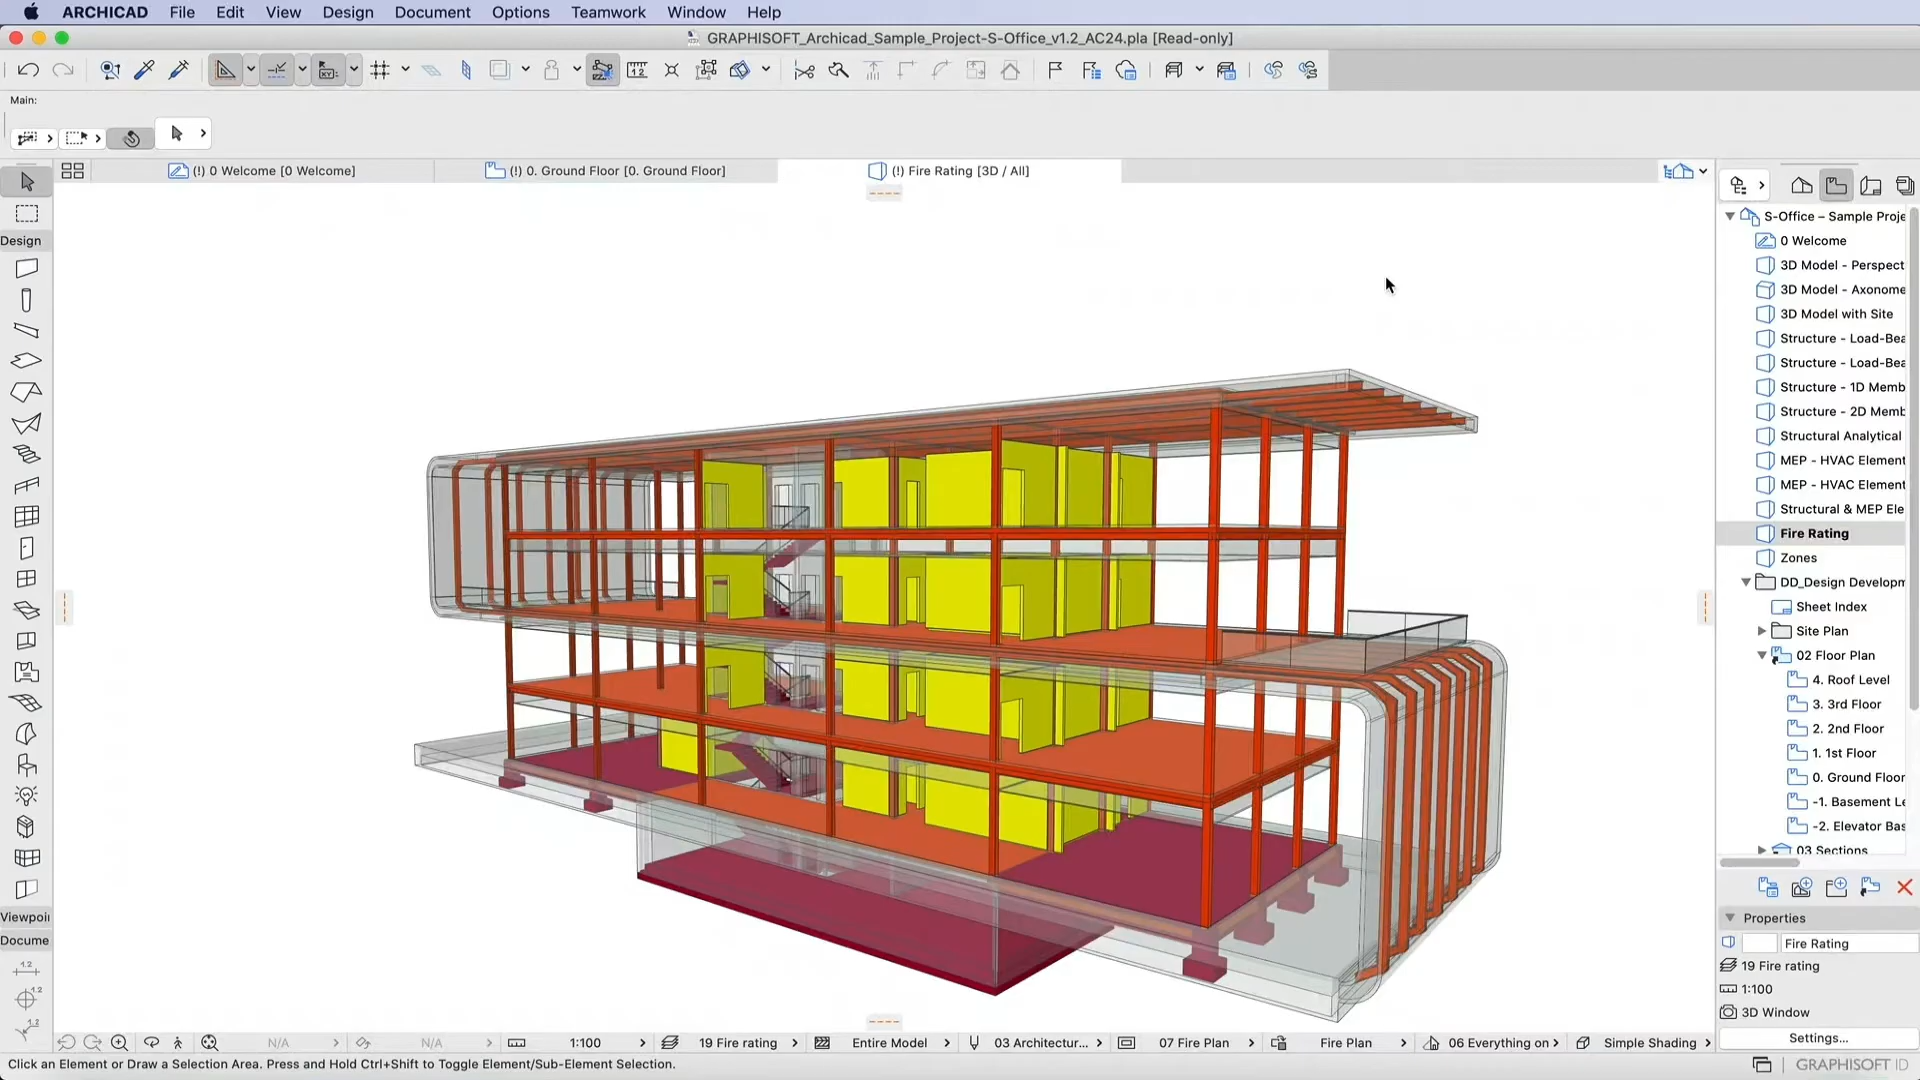 ARCHICAD File Edit View Design Document Options Teamwork Window Help
GRAPHISOFT_Archicad_Sample_Project-S-Office_v1.2_AC24.pla [Read-only]
Main:
(!) 0 Welcome [0 Welcome]
(!) 0. Ground Floor [0. Ground Floor]
(!) Fire Rating [3D / All]
Design
Viewpoi
Docume
1.2
1.2
1.2
S-Office – Sample Proje
0 Welcome
3D Model - Perspect
3D Model - Axonome
3D Model with Site
Structure - Load-Bea
Structure - Load-Bea
Structure - 1D Memb
Structure - 2D Memb
Structural Analytical
MEP - HVAC Element
MEP - HVAC Element
Structural & MEP Ele
Fire Rating
Zones
DD_Design Developm
Sheet Index
Site Plan
02 Floor Plan
4. Roof Level
3. 3rd Floor
2. 2nd Floor
1. 1st Floor
0. Ground Floor
-1. Basement Le
-2. Elevator Bas
03 Sections
Properties
Fire Rating
19 Fire rating
1:100
3D Window
Settings...
N/A
N/A
1:100
19 Fire rating
Entire Model
03 Architectur...
07 Fire Plan
Fire Plan
06 Everything on
Simple Shading
Click an Element or Draw a Selection Area. Press and Hold Ctrl+Shift to Toggle Element/Sub-Element Selection.
GRAPHISOFT ID